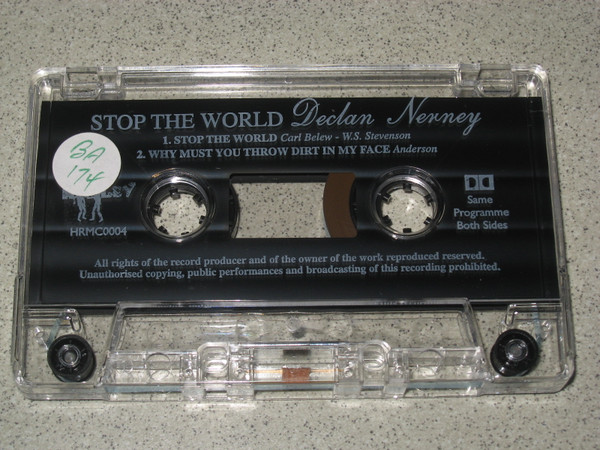 STOP THE WORLD Declan Nerney
1. STOP THE WORLD Carl Belew - W.S. Stevenson
2. WHY MUST YOU THROW DIRT IN MY FACE Anderson
BA
174
LEY
HRMC0004
Same
Programme
Both Sides
All rights of the record producer and of the owner of the work reproduced reserved.
Unauthorised copying, public performances and broadcasting of this recording prohibited.